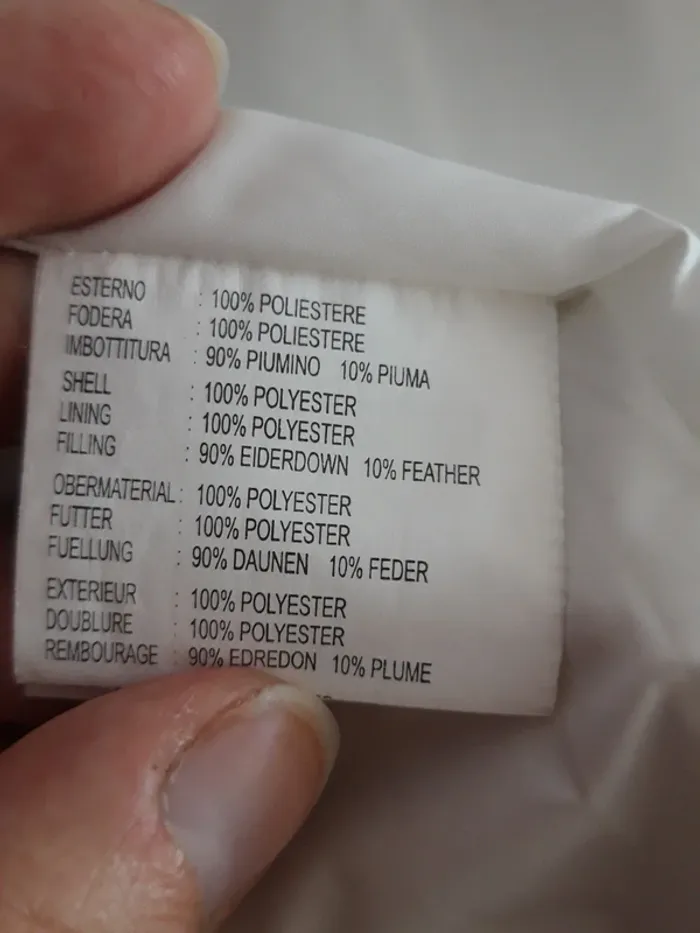 ESTERNO : 100% POLIESTERE
FODERA : 100% POLIESTERE
IMBOTTITURA : 90% PIUMINO 10% PIUMA
SHELL : 100% POLYESTER
LINING : 100% POLYESTER
FILLING : 90% EIDERDOWN 10% FEATHER
OBERMATERIAL : 100% POLYESTER
FUTTER : 100% POLYESTER
FUELLUNG : 90% DAUNEN 10% FEDER
EXTERIEUR : 100% POLYESTER
DOUBLURE : 100% POLYESTER
REMBOURAGE : 90% EDREDON 10% PLUME